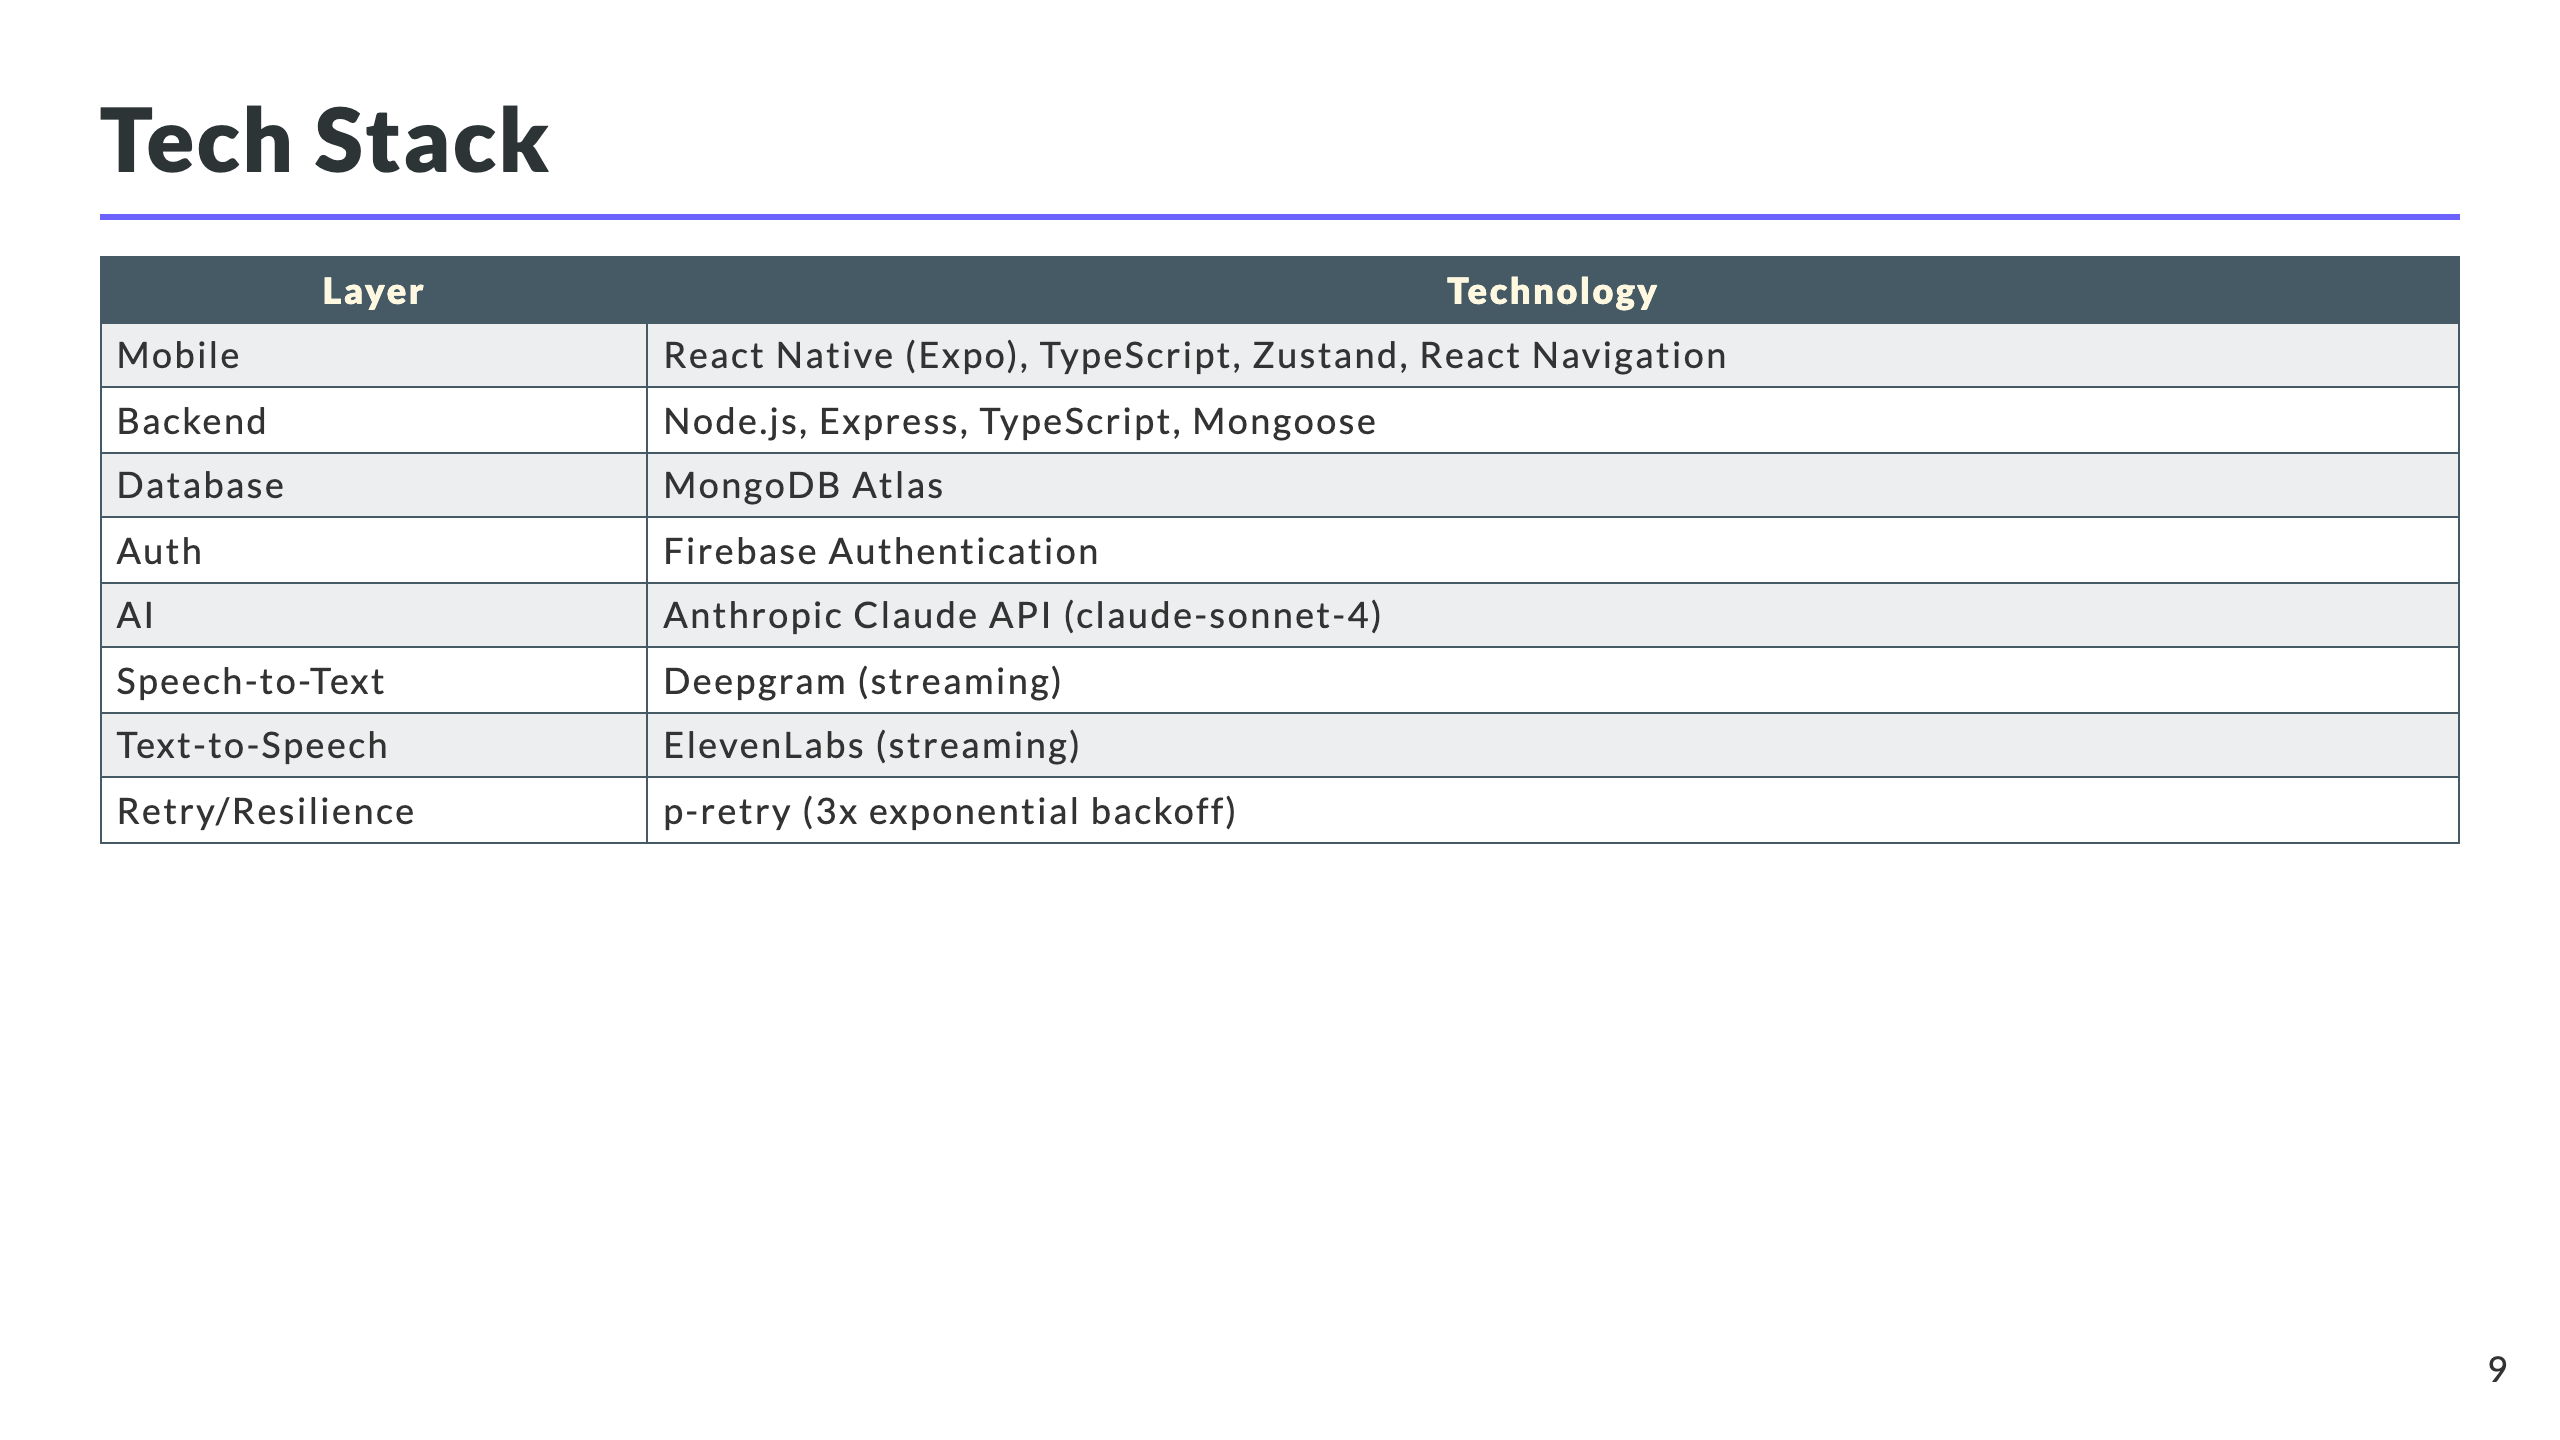 Tech Stack
Layer Technology
Mobile React Native (Expo), TypeScript, Zustand, React Navigation
Backend Node.js, Express, TypeScript, Mongoose
Database MongoDB Atlas
Auth Firebase Authentication
AI Anthropic Claude API (claude-sonnet-4)
Speech-to-Text Deepgram (streaming)
Text-to-Speech ElevenLabs (streaming)
Retry/Resilience p-retry (3x exponential backoff)
9